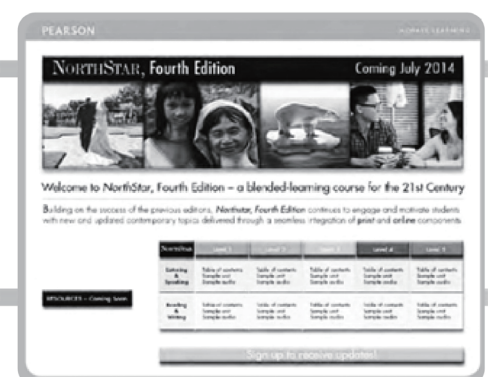 PEARSON
ALWAYS LEARNING
NORTHSTAR, Fourth Edition
Coming July 2014
Welcome to NorthStar, Fourth Edition – a blended-learning course for the 21st Century
Building on the success of the previous editions, Northstar, Fourth Edition continues to engage and motivate students
with new and updated contemporary topics delivered through a seamless integration of print and online components
NORTHSTAR Level 1 Level 2 Level 3 Level 4 Level 5
Listening & Speaking
Table of contents Table of contents Table of contents Table of contents Table of contents
Sample unit Sample unit Sample unit Sample unit Sample unit
Sample audio Sample audio Sample audio Sample audio Sample audio
RESOURCES – Coming Soon
Reading & Writing
Table of contents Table of contents Table of contents Table of contents Table of contents
Sample unit Sample unit Sample unit Sample unit Sample unit
Sample audio Sample audio Sample audio Sample audio Sample audio
Sign up to receive updates!